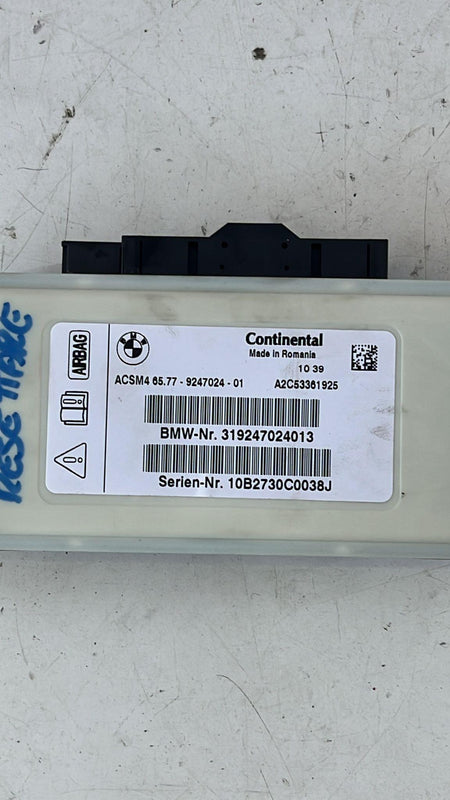 RESETTARE
AIRBAG
BMW
Continental
Made in Romania
10 39
ACSM4 65.77 - 9247024 - 01 A2C53361925
BMW-Nr. 319247024013
Serien-Nr. 10B2730C0038J